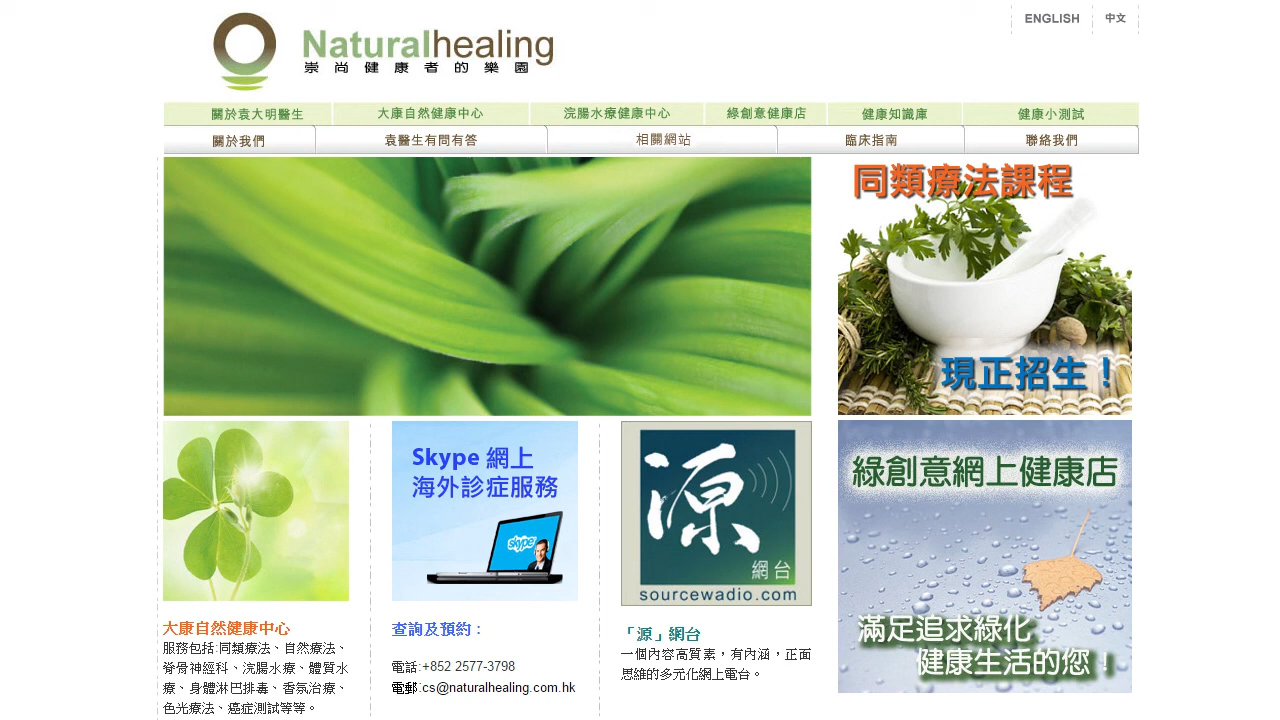 ENGLISH
中文
Naturalhealing
崇尚健康者的樂園
關於袁大明醫生
大康自然健康中心
浣腸水療健康中心
綠創意健康店
健康知識庫
健康小測試
關於我們
袁醫生有問有答
相關網站
臨床指南
聯絡我們
同類療法課程
現正招生！
Skype 網上
海外診症服務
skype
源
網台
sourcewadio.com
綠創意網上健康店
滿足追求綠化
健康生活的您！
大康自然健康中心
服務包括:同類療法、自然療法、
脊骨神經科、浣腸水療、體質水
療、身體淋巴排毒、香氛治療、
色光療法、癌症測試等等。
查詢及預約：
電話:+852 2577-3798
電郵:cs@naturalhealing.com.hk
「源」網台
一個內容高質素，有內涵，正面
思維的多元化網上電台。